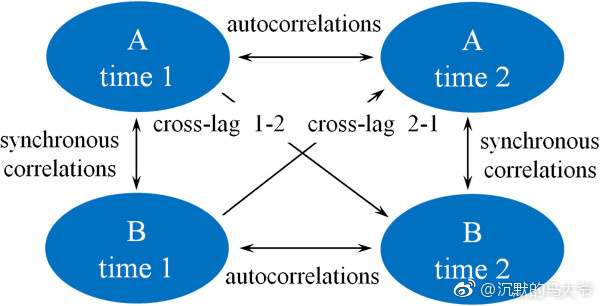 autocorrelations
A
time 1
A
time 2
cross-lag 1-2
cross-lag 2-1
synchronous
correlations
synchronous
correlations
B
time 1
B
time 2
autocorrelations
@沉默的马大爷